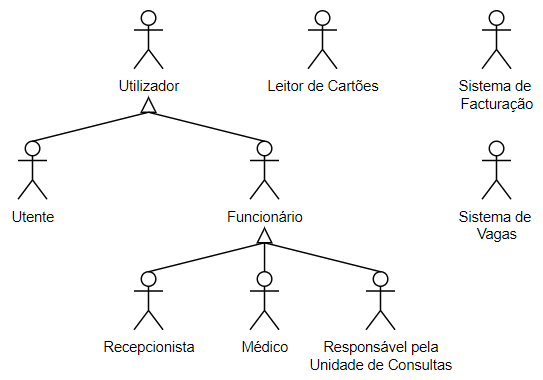 Utilizador
Leitor de Cartões
Sistema de
Facturação
Utente
Funcionário
Sistema de
Vagas
Recepcionista
Médico
Responsável pela
Unidade de Consultas